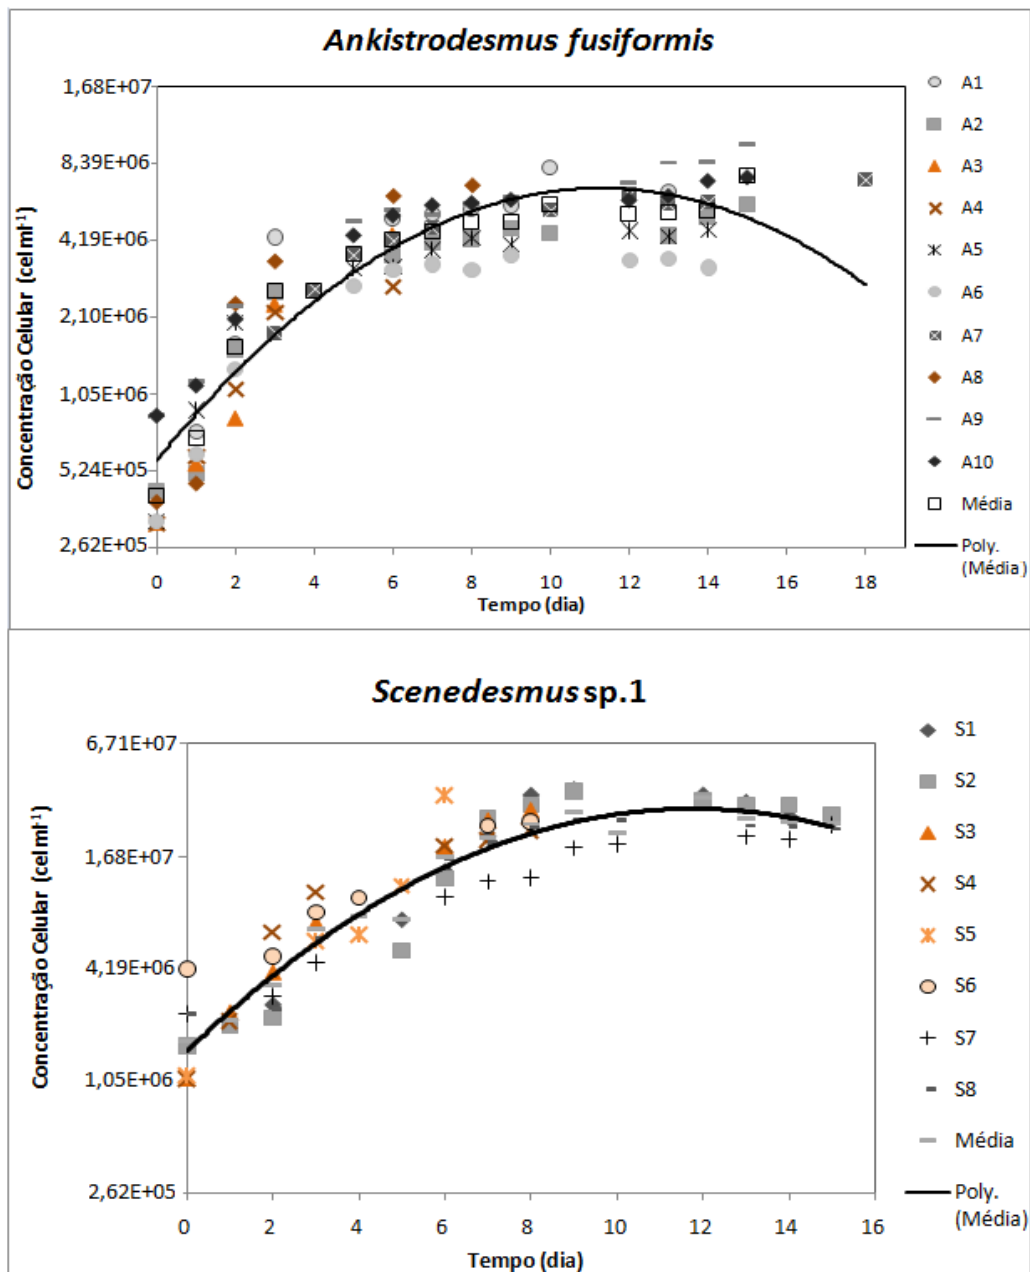 Ankistrodesmus fusiformis
Concentração Celular (cel ml-1)
1,68E+07
8,39E+06
4,19E+06
2,10E+06
1,05E+06
5,24E+05
2,62E+05
0 2 4 6 8 10 12 14 16 18
Tempo (dia)
A1
A2
A3
A4
A5
A6
A7
A8
A9
A10
Média
Poly.
(Média)
Scenedesmus sp.1
Concentração Celular (cel ml-1)
6,71E+07
1,68E+07
4,19E+06
1,05E+06
2,62E+05
0 2 4 6 8 10 12 14 16
Tempo (dia)
S1
S2
S3
S4
S5
S6
S7
S8
Média
Poly.
(Média)